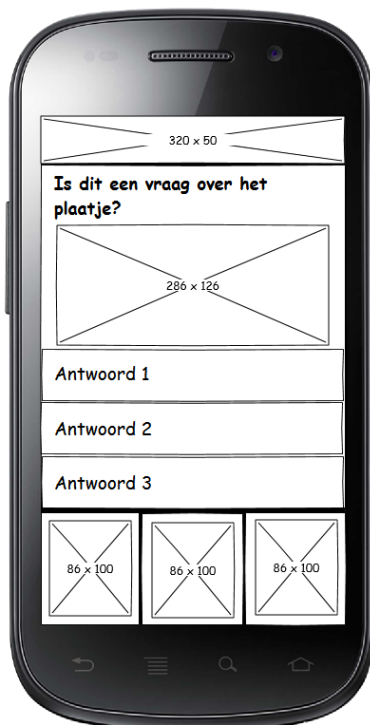 320 x 50
Is dit een vraag over het
plaatje?
286 x 126
Antwoord 1
Antwoord 2
Antwoord 3
86 x 100
86 x 100
86 x 100